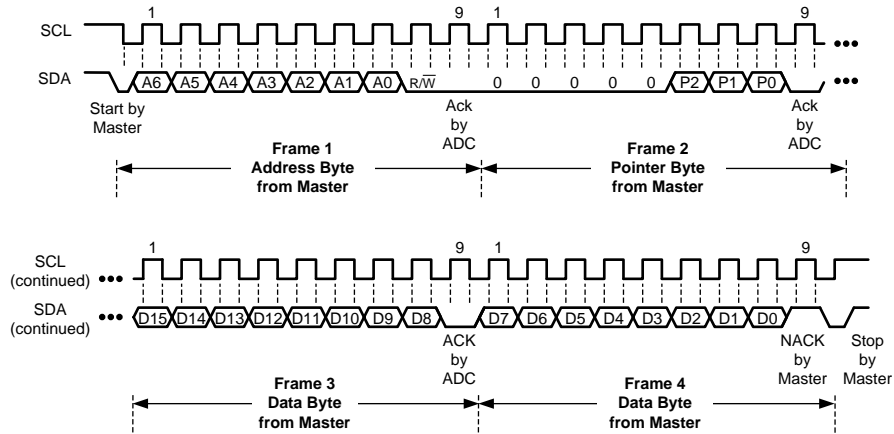 1 9 1 9
SCL
SDA
A6 A5 A4 A3 A2 A1 A0 R/W̅ 0 0 0 0 0 P2 P1 P0
Start by
Master
Ack
by
ADC
Ack
by
ADC
Frame 1
Address Byte
from Master
Frame 2
Pointer Byte
from Master
1 9 1 9
SCL
(continued)
SDA
(continued)
D15 D14 D13 D12 D11 D10 D9 D8 D7 D6 D5 D4 D3 D2 D1 D0
ACK
by
ADC
NACK
by
Master
Stop
by
Master
Frame 3
Data Byte
from Master
Frame 4
Data Byte
from Master